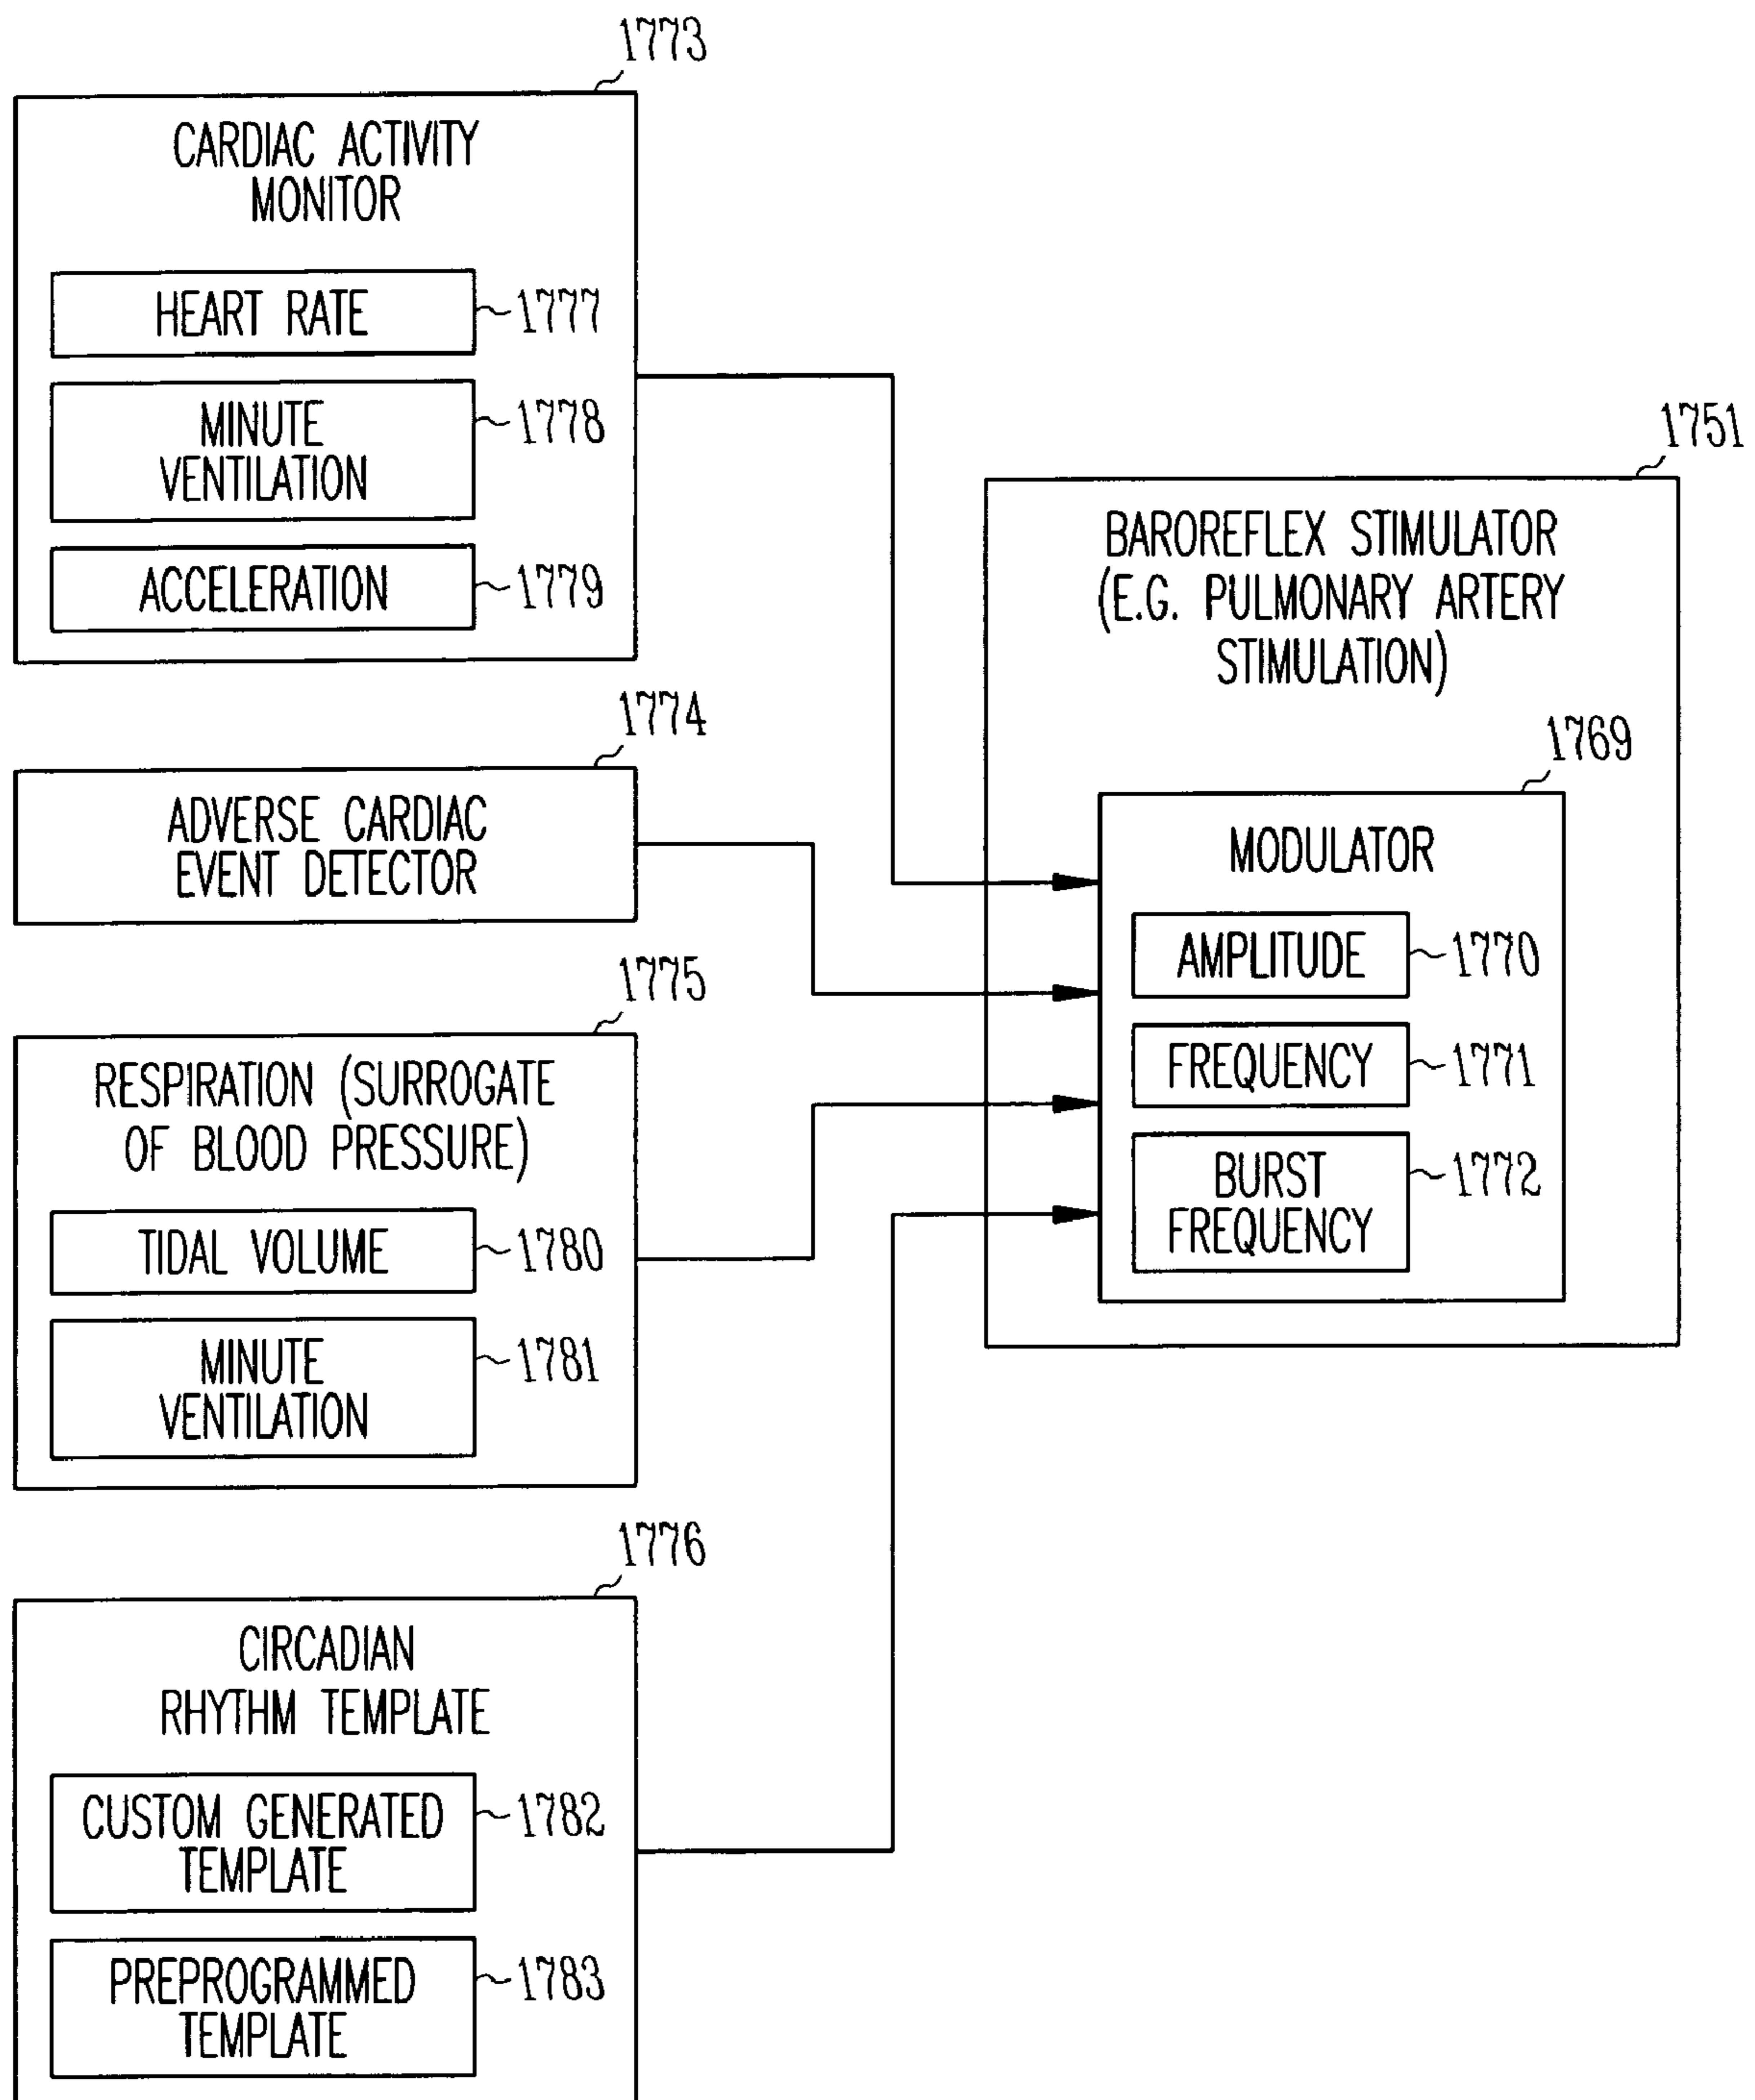 1773
CARDIAC ACTIVITY
MONITOR
HEART RATE
1777
MINUTE
VENTILATION
1778
ACCELERATION
1779
1774
ADVERSE CARDIAC
EVENT DETECTOR
1775
RESPIRATION (SURROGATE
OF BLOOD PRESSURE)
TIDAL VOLUME
1780
MINUTE
VENTILATION
1781
1776
CIRCADIAN
RHYTHM TEMPLATE
CUSTOM GENERATED
TEMPLATE
1782
PREPROGRAMMED
TEMPLATE
1783
1751
BAROREFLEX STIMULATOR
(E.G. PULMONARY ARTERY
STIMULATION)
1769
MODULATOR
AMPLITUDE
1770
FREQUENCY
1771
BURST
FREQUENCY
1772